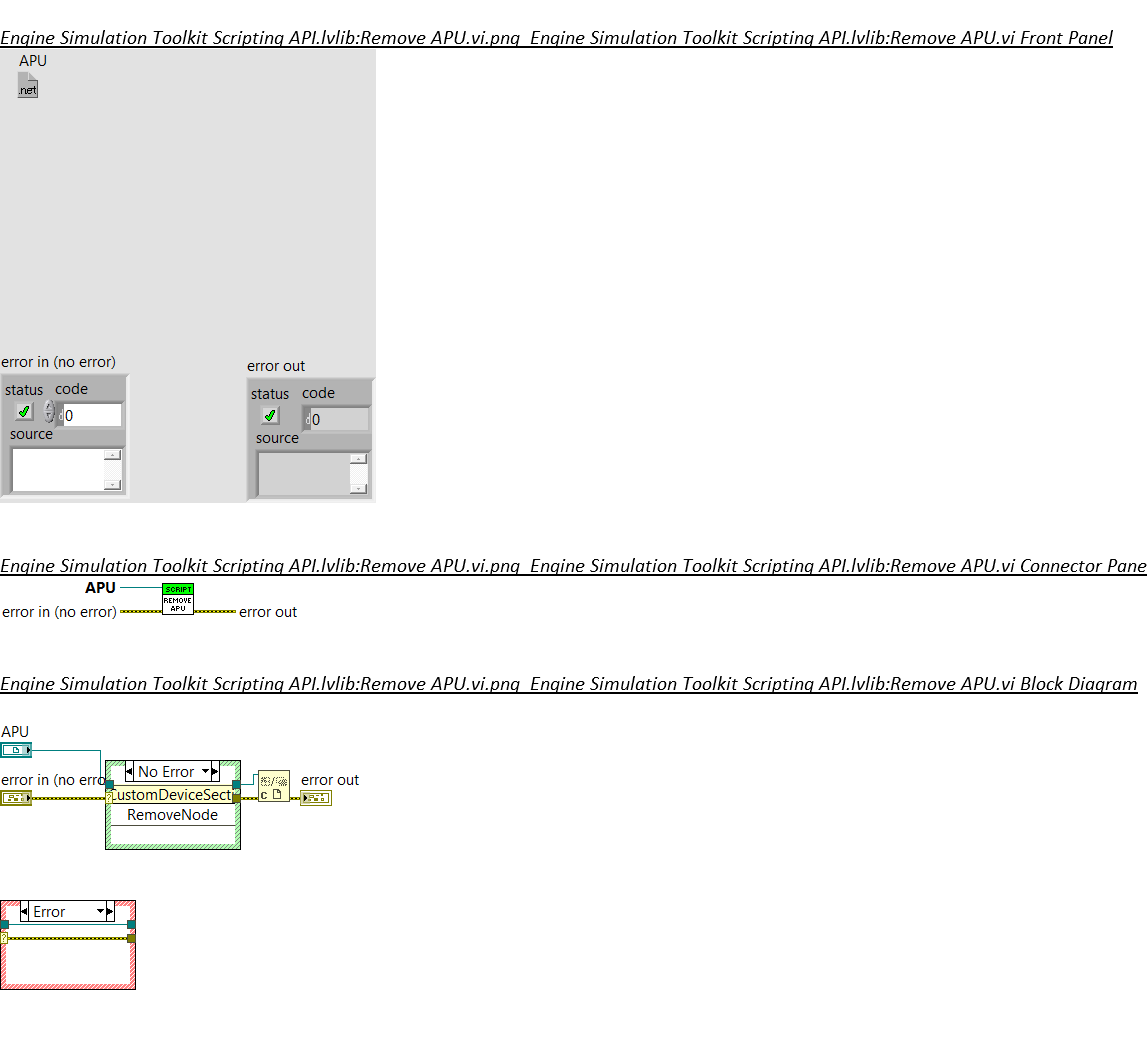 Engine Simulation Toolkit Scripting API.lvlib:Remove APU.vi.png Engine Simulation Toolkit Scripting API.lvlib:Remove APU.vi Front Panel
APU
.net
error in (no error)
error out
status code
0
source
status code
0
source
Engine Simulation Toolkit Scripting API.lvlib:Remove APU.vi.png Engine Simulation Toolkit Scripting API.lvlib:Remove APU.vi Connector Pane
APU
SCRIPT
REMOVE
APU
error in (no error)
error out
Engine Simulation Toolkit Scripting API.lvlib:Remove APU.vi.png Engine Simulation Toolkit Scripting API.lvlib:Remove APU.vi Block Diagram
APU
No Error
error in (no erro
error out
ustomDeviceSect
RemoveNode
C
Error